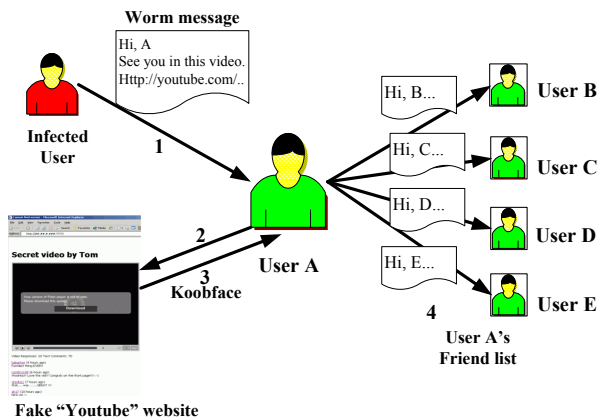 Worm message
Hi, A
See you in this video.
Http://youtube.com/..
Infected
User
1
Hi, B...
User B
Hi, C...
User C
Hi, D...
User D
Hi, E...
User E
2
3
Koobface
User A
4
User A's
Friend list
Secret video by Tom
Download
Fake “Youtube” website